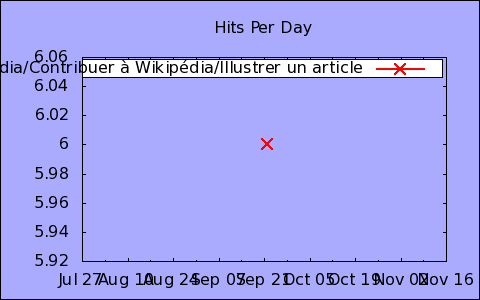 Hits Per Day
6.06
dia/Contribuer à Wikipédia/Illustrer un article
6.04
6.02
6
5.98
5.96
5.94
5.92
Jul 27 Aug 10 Aug 24 Sep 07 Sep 21 Oct 05 Oct 19 Nov 02 Nov 16